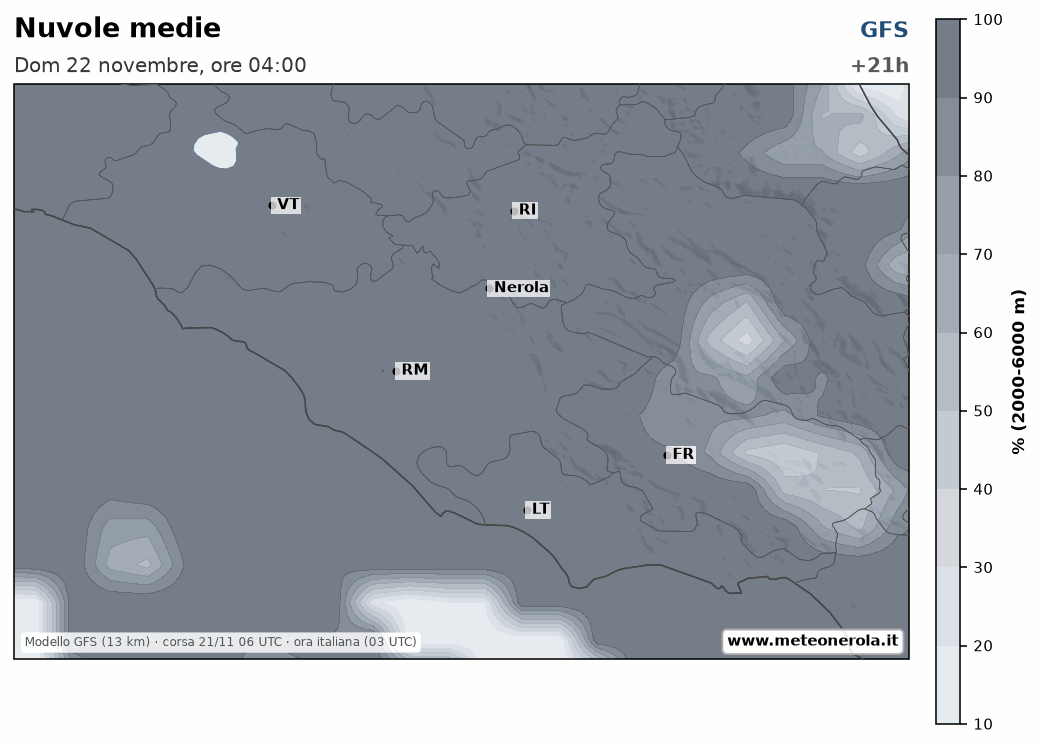 Nuvole medie
GFS
Dom 22 novembre, ore 04:00
+21h
VT
RI
Nerola
RM
FR
LT
Modello GFS (13 km) · corsa 21/11 06 UTC · ora italiana (03 UTC)
www.meteonerola.it
100
90
80
70
60
50
40
30
20
10
% (2000-6000 m)